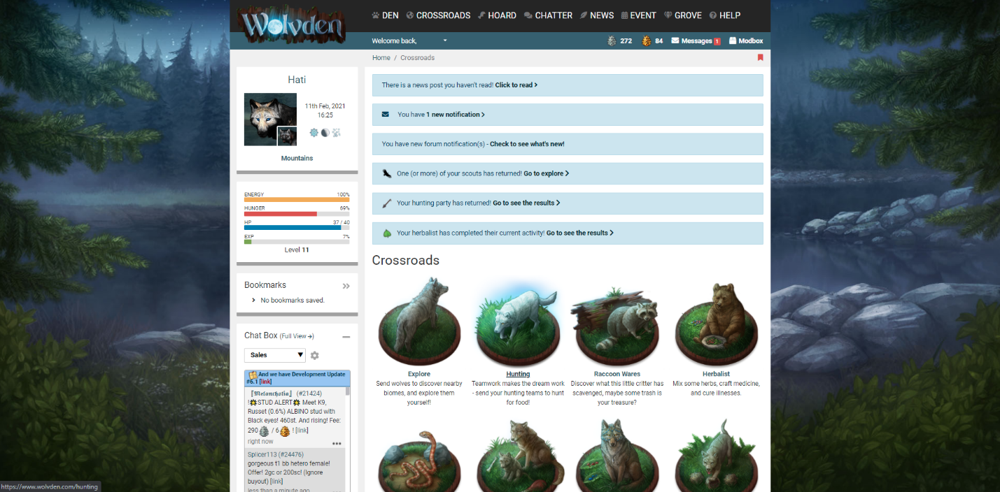 Wolvden
DEN CROSSROADS HOARD CHATTER NEWS EVENT GROVE HELP
Welcome back,
272 84 Messages 1 Modbox
Home / Crossroads
Hati
11th Feb, 2021
16:25
Mountains
ENERGY 100%
HUNGER 69%
HP 37 / 40
EXP 7%
Level 11
Bookmarks
No bookmarks saved.
Chat Box (Full View →)
Sales
And we have Development Update
#6.1 [link]
『𝕸𝖊𝖑𝖆𝖓𝖈𝖍𝖔𝖑𝖎𝖆』 (#21424)
!💥STUD ALERT💥 Meet K9,
Russet (0.6%) ALBINO stud with
Black eyes! 460st. And rising! Fee:
290 / 6 ! [link]
right now
Splicer113 (#24476)
gorgeous t1 bb hetero female!
Offer! 2gc or 200sc! (Ignore
buyout) [link]
less than a minute ago
There is a news post you haven't read! Click to read
You have 1 new notification
You have new forum notification(s) - Check to see what's new!
One (or more) of your scouts has returned! Go to explore
Your hunting party has returned! Go to see the results
Your herbalist has completed their current activity! Go to see the results
Crossroads
Explore
Send wolves to discover nearby
biomes, and explore them
yourself!
Hunting
Teamwork makes the dream work
- send your hunting teams to hunt
for food!
Raccoon Wares
Discover what this little critter has
scavenged, maybe some trash is
your treasure?
Herbalist
Mix some herbs, craft medicine,
and cure illnesses.
https://www.wolvden.com/hunting